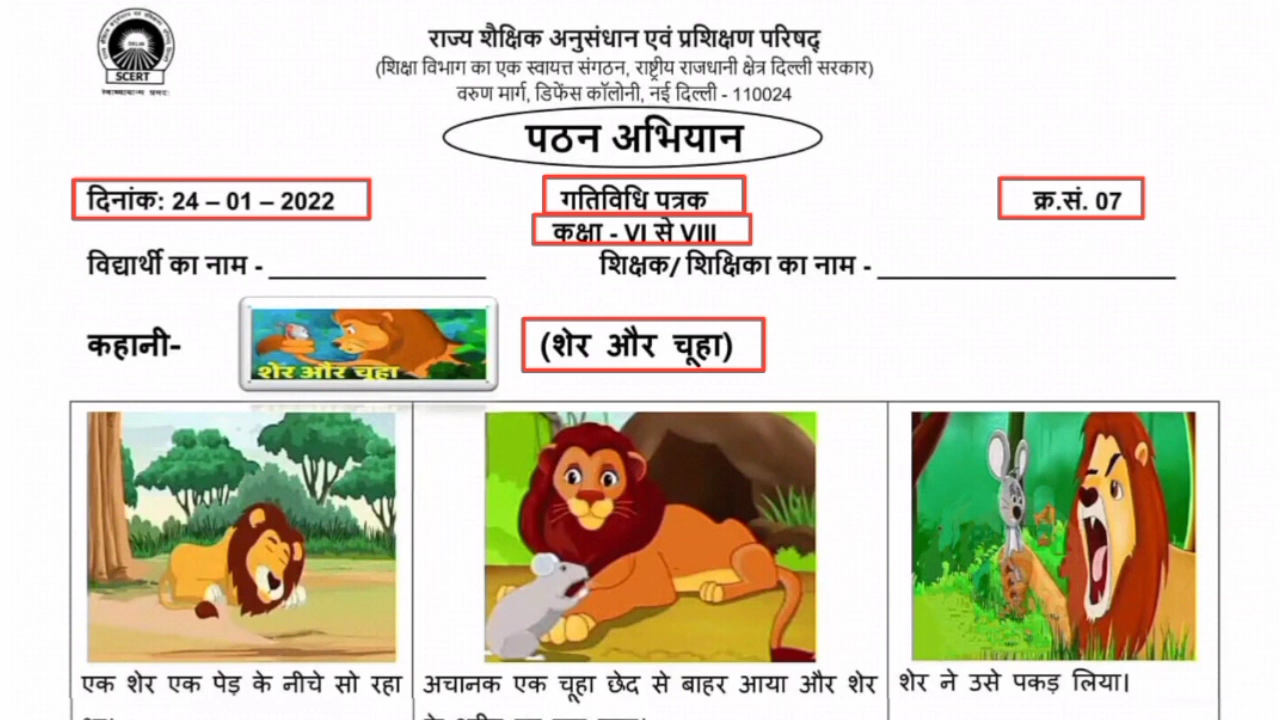 राज्य शैक्षिक अनुसंधान एवं प्रशिक्षण परिषद्
(शिक्षा विभाग का एक स्वायत्त संगठन, राष्ट्रीय राजधानी क्षेत्र दिल्ली सरकार)
वरुण मार्ग, डिफेंस कॉलोनी, नई दिल्ली - 110024
DELHI
SCERT
पठन अभियान
दिनांक: 24 – 01 – 2022 गतिविधि पत्रक क्र.सं. 07
कक्षा - VI से VIII
विद्यार्थी का नाम - शिक्षक/ शिक्षिका का नाम -
कहानी- शेर और चूहा (शेर और चूहा)
एक शेर एक पेड़ के नीचे सो रहा
अचानक एक चूहा छेद से बाहर आया और शेर
शेर ने उसे पकड़ लिया।